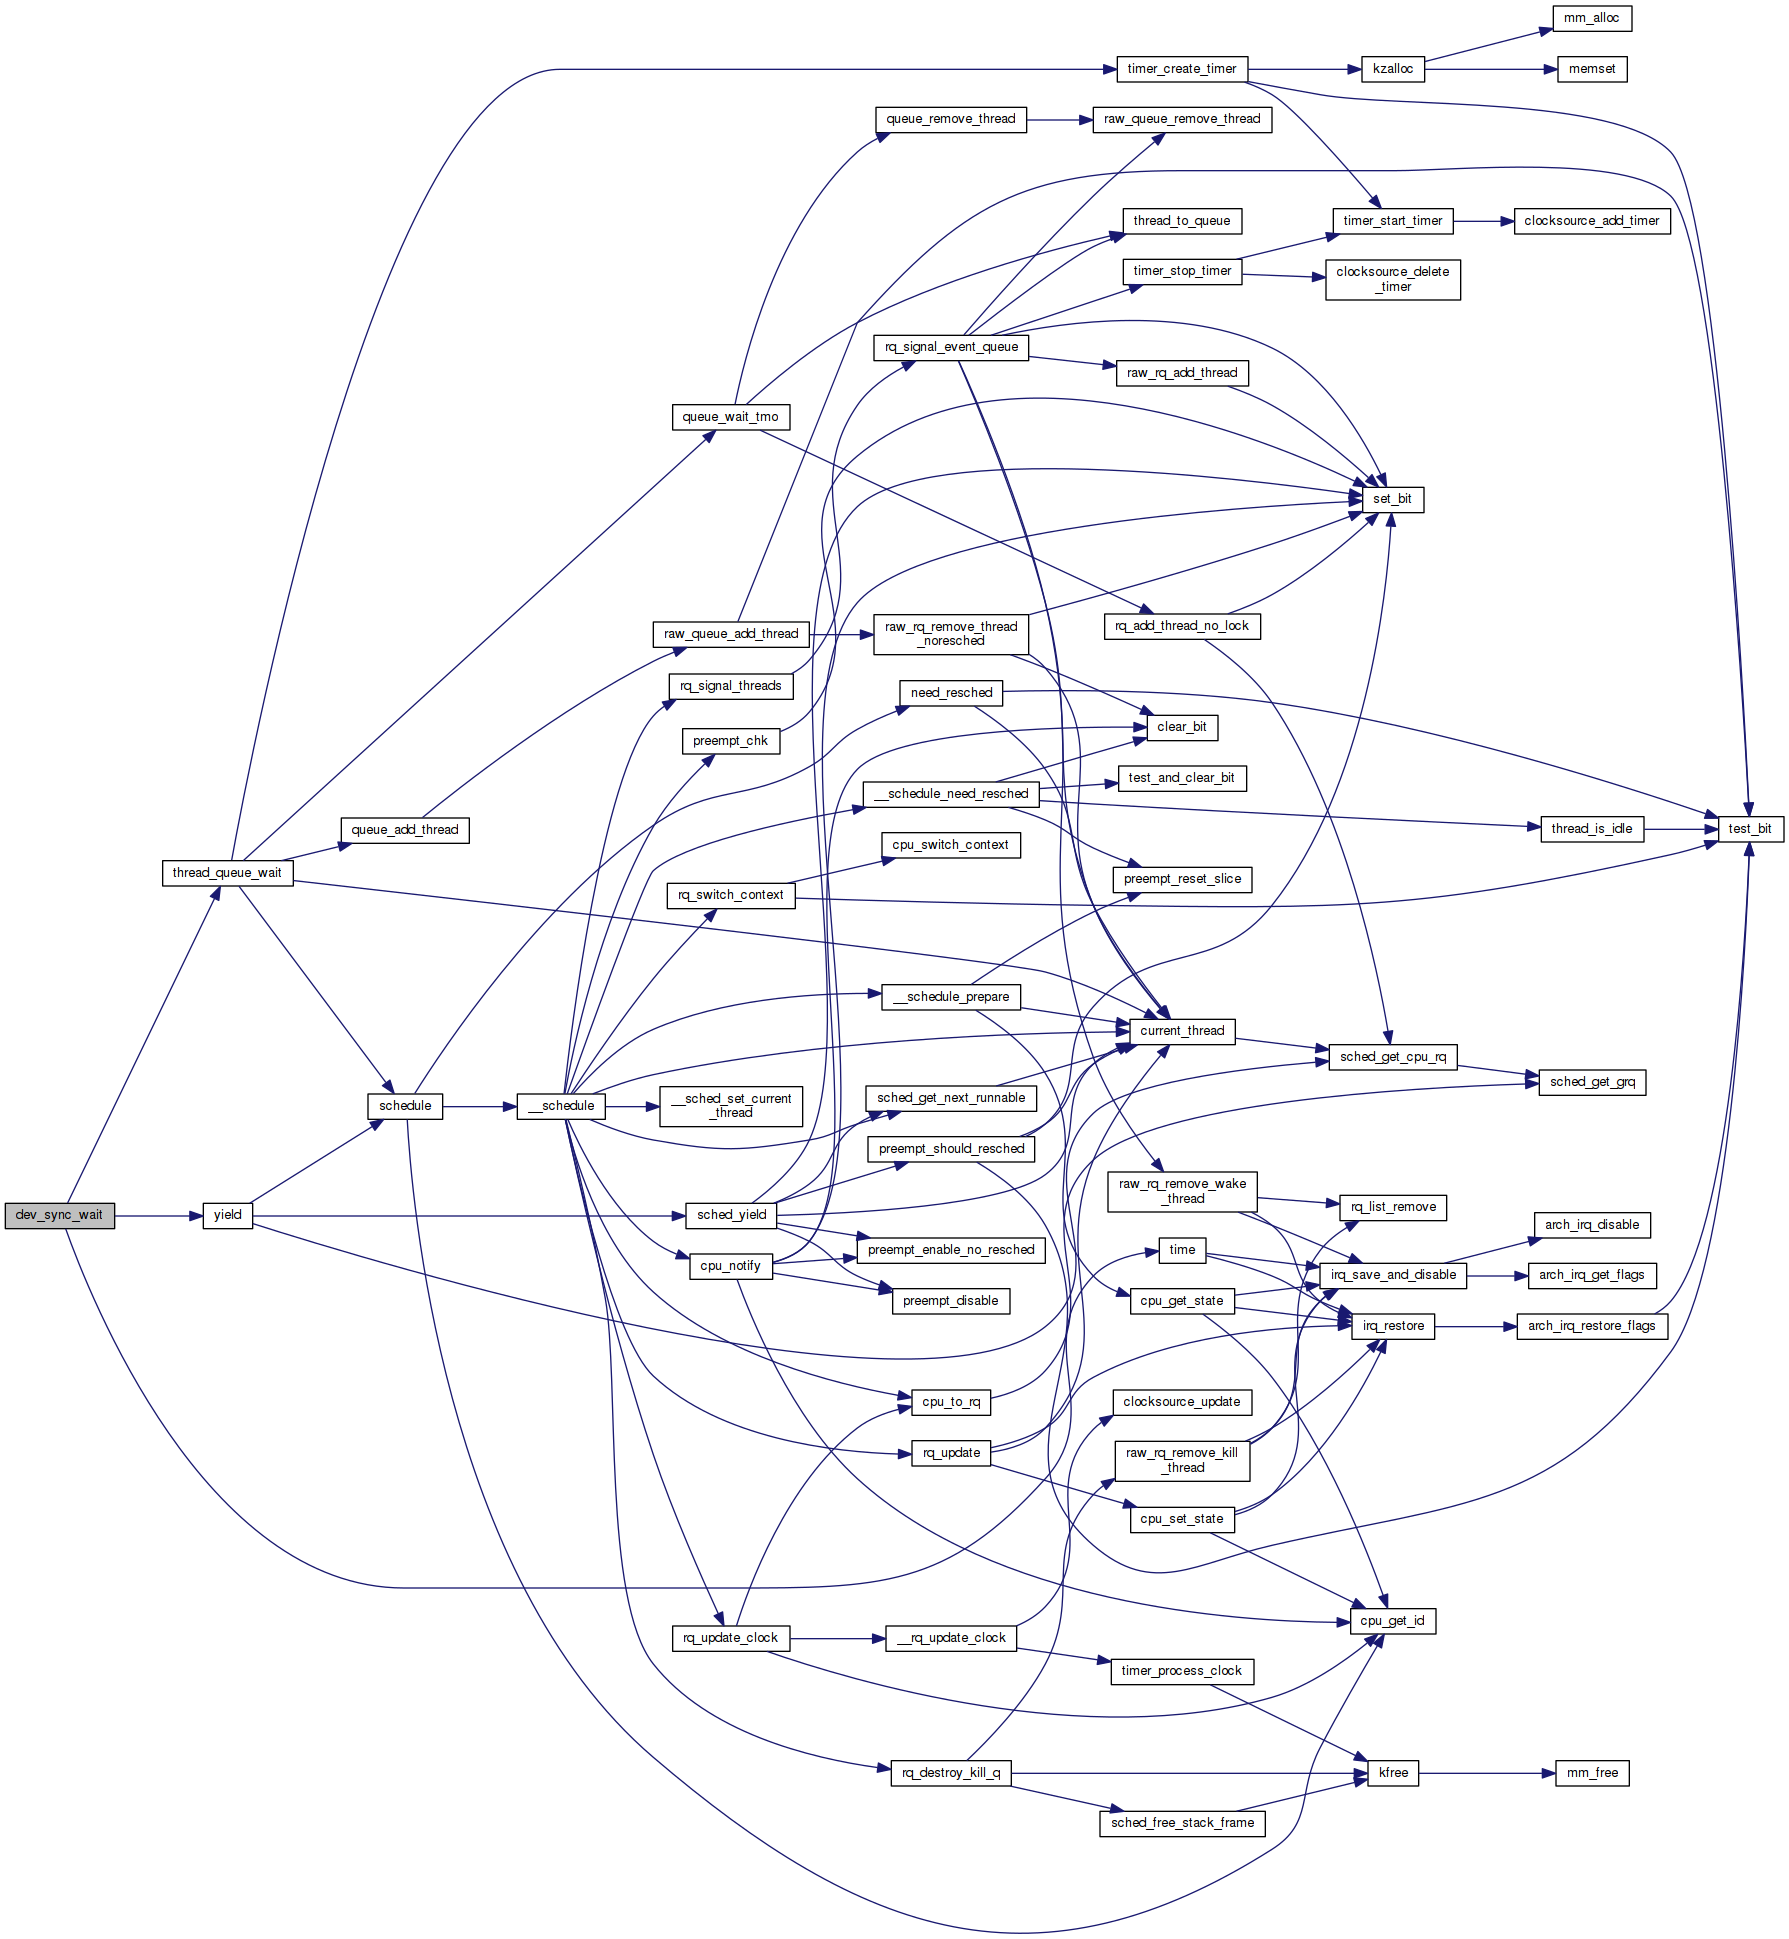 mm_alloc
timer_create_timer
kzalloc
memset
queue_remove_thread
raw_queue_remove_thread
thread_to_queue
timer_start_timer
clocksource_add_timer
timer_stop_timer
clocksource_delete
_timer
rq_signal_event_queue
raw_rq_add_thread
queue_wait_tmo
set_bit
raw_queue_add_thread
raw_rq_remove_thread
_noresched
rq_add_thread_no_lock
rq_signal_threads
need_resched
clear_bit
preempt_chk
__schedule_need_resched
test_and_clear_bit
queue_add_thread
thread_is_idle
test_bit
cpu_switch_context
thread_queue_wait
preempt_reset_slice
rq_switch_context
__schedule_prepare
current_thread
sched_get_cpu_rq
sched_get_grq
schedule
__schedule
__sched_set_current
_thread
sched_get_next_runnable
preempt_should_resched
raw_rq_remove_wake
_thread
rq_list_remove
dev_sync_wait
yield
sched_yield
arch_irq_disable
preempt_enable_no_resched
time
cpu_notify
irq_save_and_disable
arch_irq_get_flags
preempt_disable
cpu_get_state
irq_restore
arch_irq_restore_flags
cpu_to_rq
clocksource_update
rq_update
raw_rq_remove_kill
_thread
cpu_set_state
cpu_get_id
rq_update_clock
__rq_update_clock
timer_process_clock
rq_destroy_kill_q
kfree
mm_free
sched_free_stack_frame